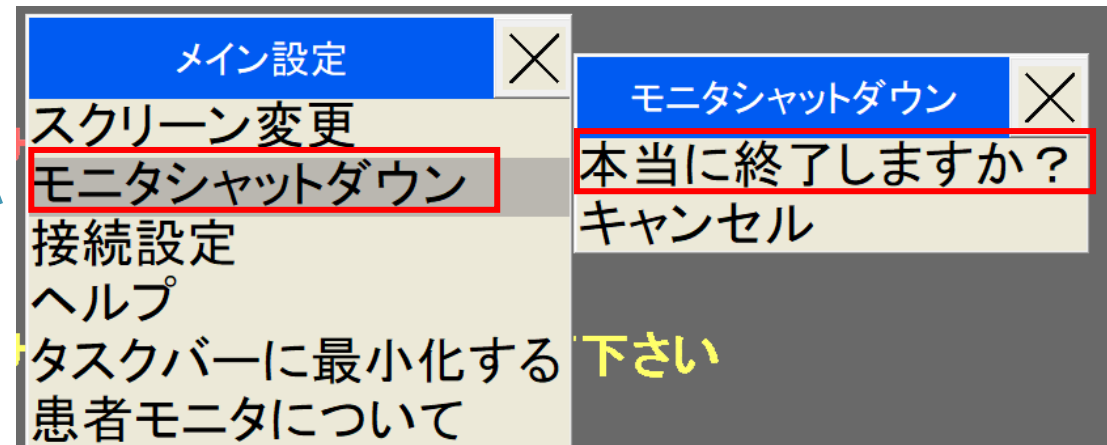 メイン設定
スクリーン変更
モニタシャットダウン
接続設定
ヘルプ
タスクバーに最小化する
患者モニタについて
モニタシャットダウン
本当に終了しますか？
キャンセル
下さい